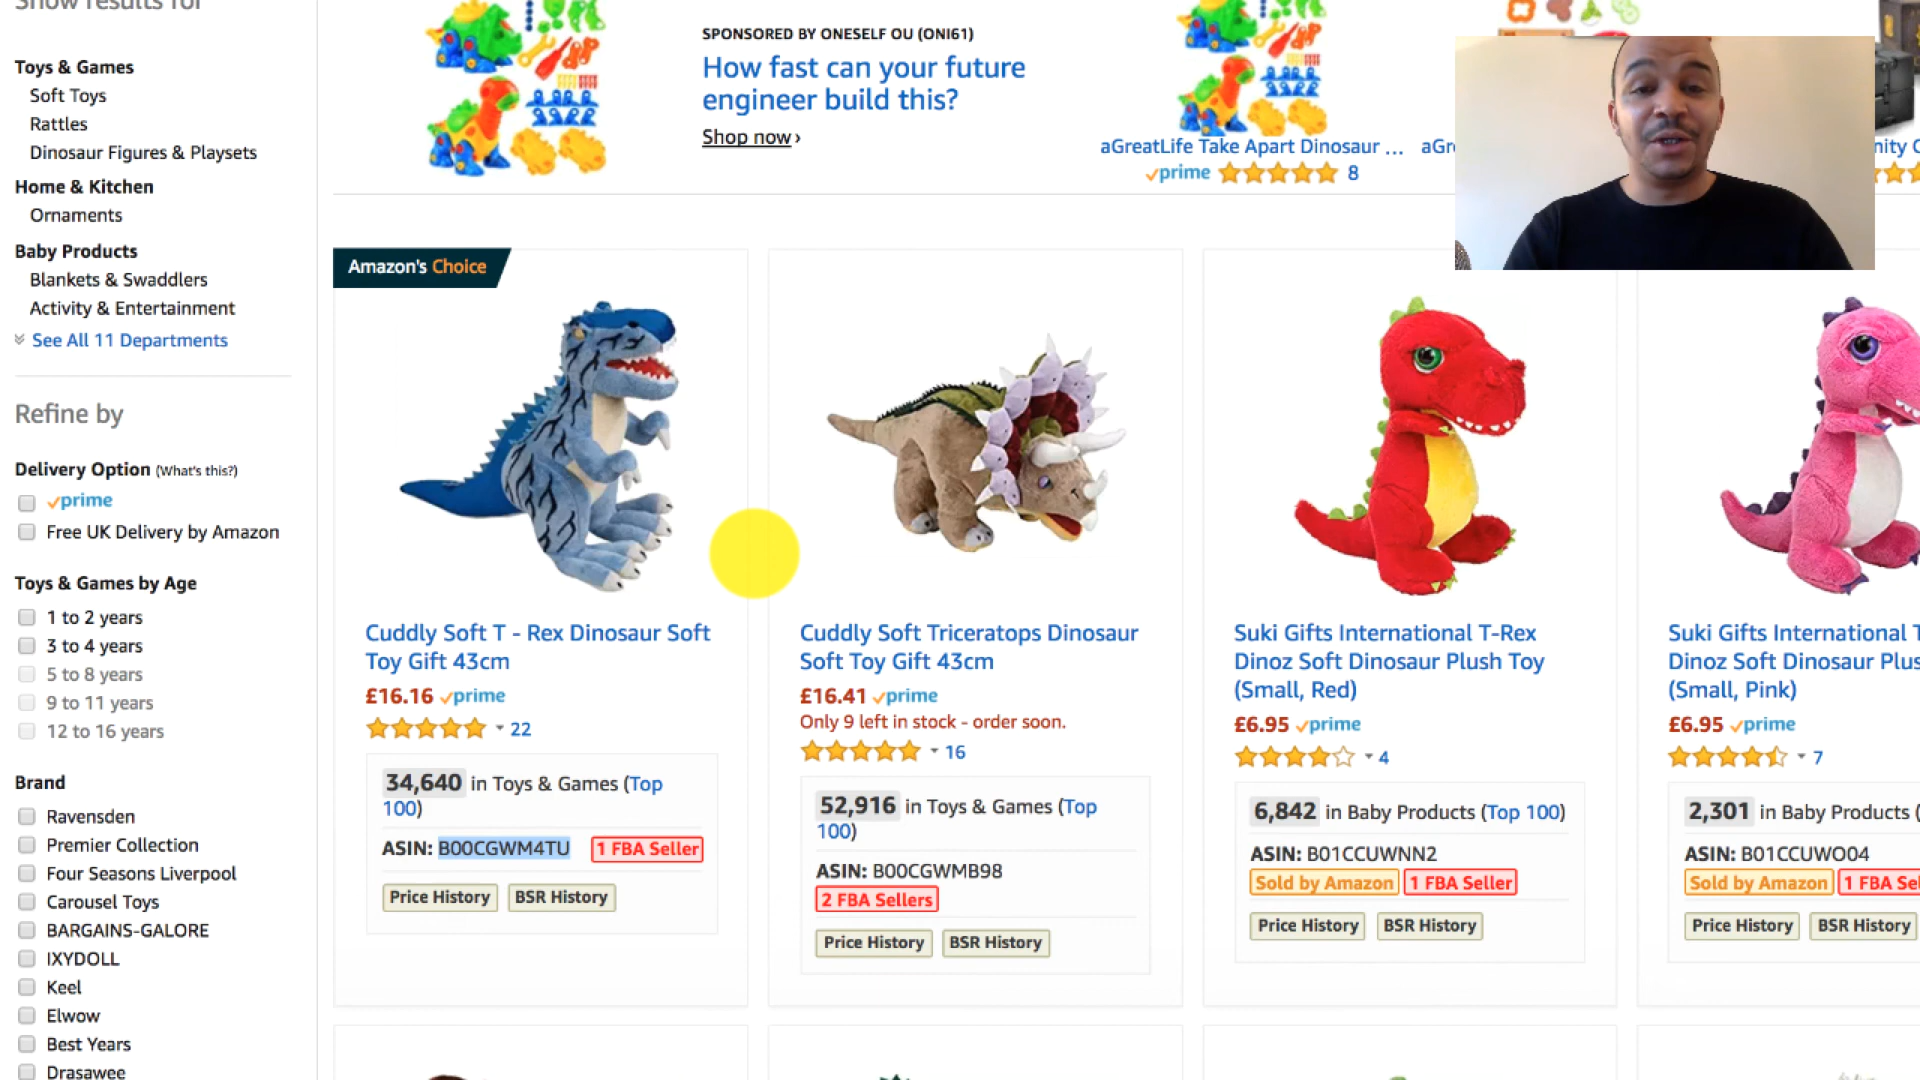 Show results for
Toys & Games
Soft Toys
Rattles
Dinosaur Figures & Playsets
Home & Kitchen
Ornaments
Baby Products
Blankets & Swaddlers
Activity & Entertainment
See All 11 Departments
Refine by
Delivery Option (What's this?)
prime
Free UK Delivery by Amazon
Toys & Games by Age
1 to 2 years
3 to 4 years
5 to 8 years
9 to 11 years
12 to 16 years
Brand
Ravensden
Premier Collection
Four Seasons Liverpool
Carousel Toys
BARGAINS-GALORE
IXYDOLL
Keel
Elwow
Best Years
Drasawee
SPONSORED BY ONESELF OU (ONI61)
How fast can your future
engineer build this?
Shop now ›
aGreatLife Take Apart Dinosaur ...
prime 8
aGr
nity C
Amazon's Choice
Cuddly Soft T - Rex Dinosaur Soft
Toy Gift 43cm
£16.16 prime
22
34,640 in Toys & Games (Top
100)
ASIN: B00CGWM4TU 1 FBA Seller
Price History BSR History
Cuddly Soft Triceratops Dinosaur
Soft Toy Gift 43cm
£16.41 prime
Only 9 left in stock - order soon.
16
52,916 in Toys & Games (Top
100)
ASIN: B00CGWMB98
2 FBA Sellers
Price History BSR History
Suki Gifts International T-Rex
Dinoz Soft Dinosaur Plush Toy
(Small, Red)
£6.95 prime
4
6,842 in Baby Products (Top 100)
ASIN: B01CCUWNN2
Sold by Amazon 1 FBA Seller
Price History BSR History
Suki Gifts International T
Dinoz Soft Dinosaur Plus
(Small, Pink)
£6.95 prime
7
2,301 in Baby Products (
ASIN: B01CCUWO04
Sold by Amazon 1 FBA Sel
Price History BSR History